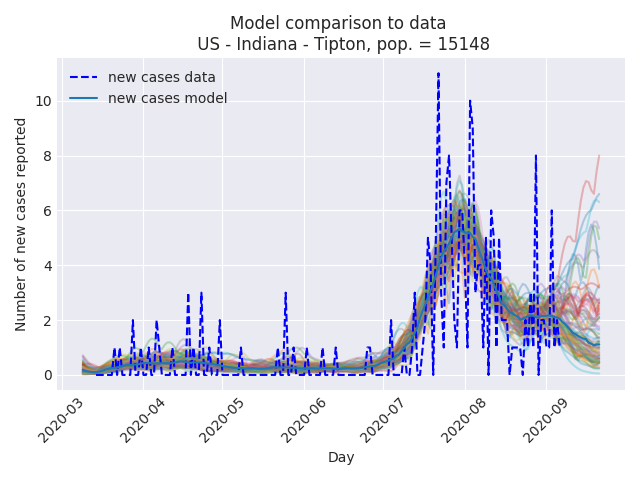 Model comparison to data
US - Indiana - Tipton, pop. = 15148
new cases data
new cases model
Number of new cases reported
10
8
6
4
2
0
2020-03
2020-04
2020-05
2020-06
2020-07
2020-08
2020-09
Day